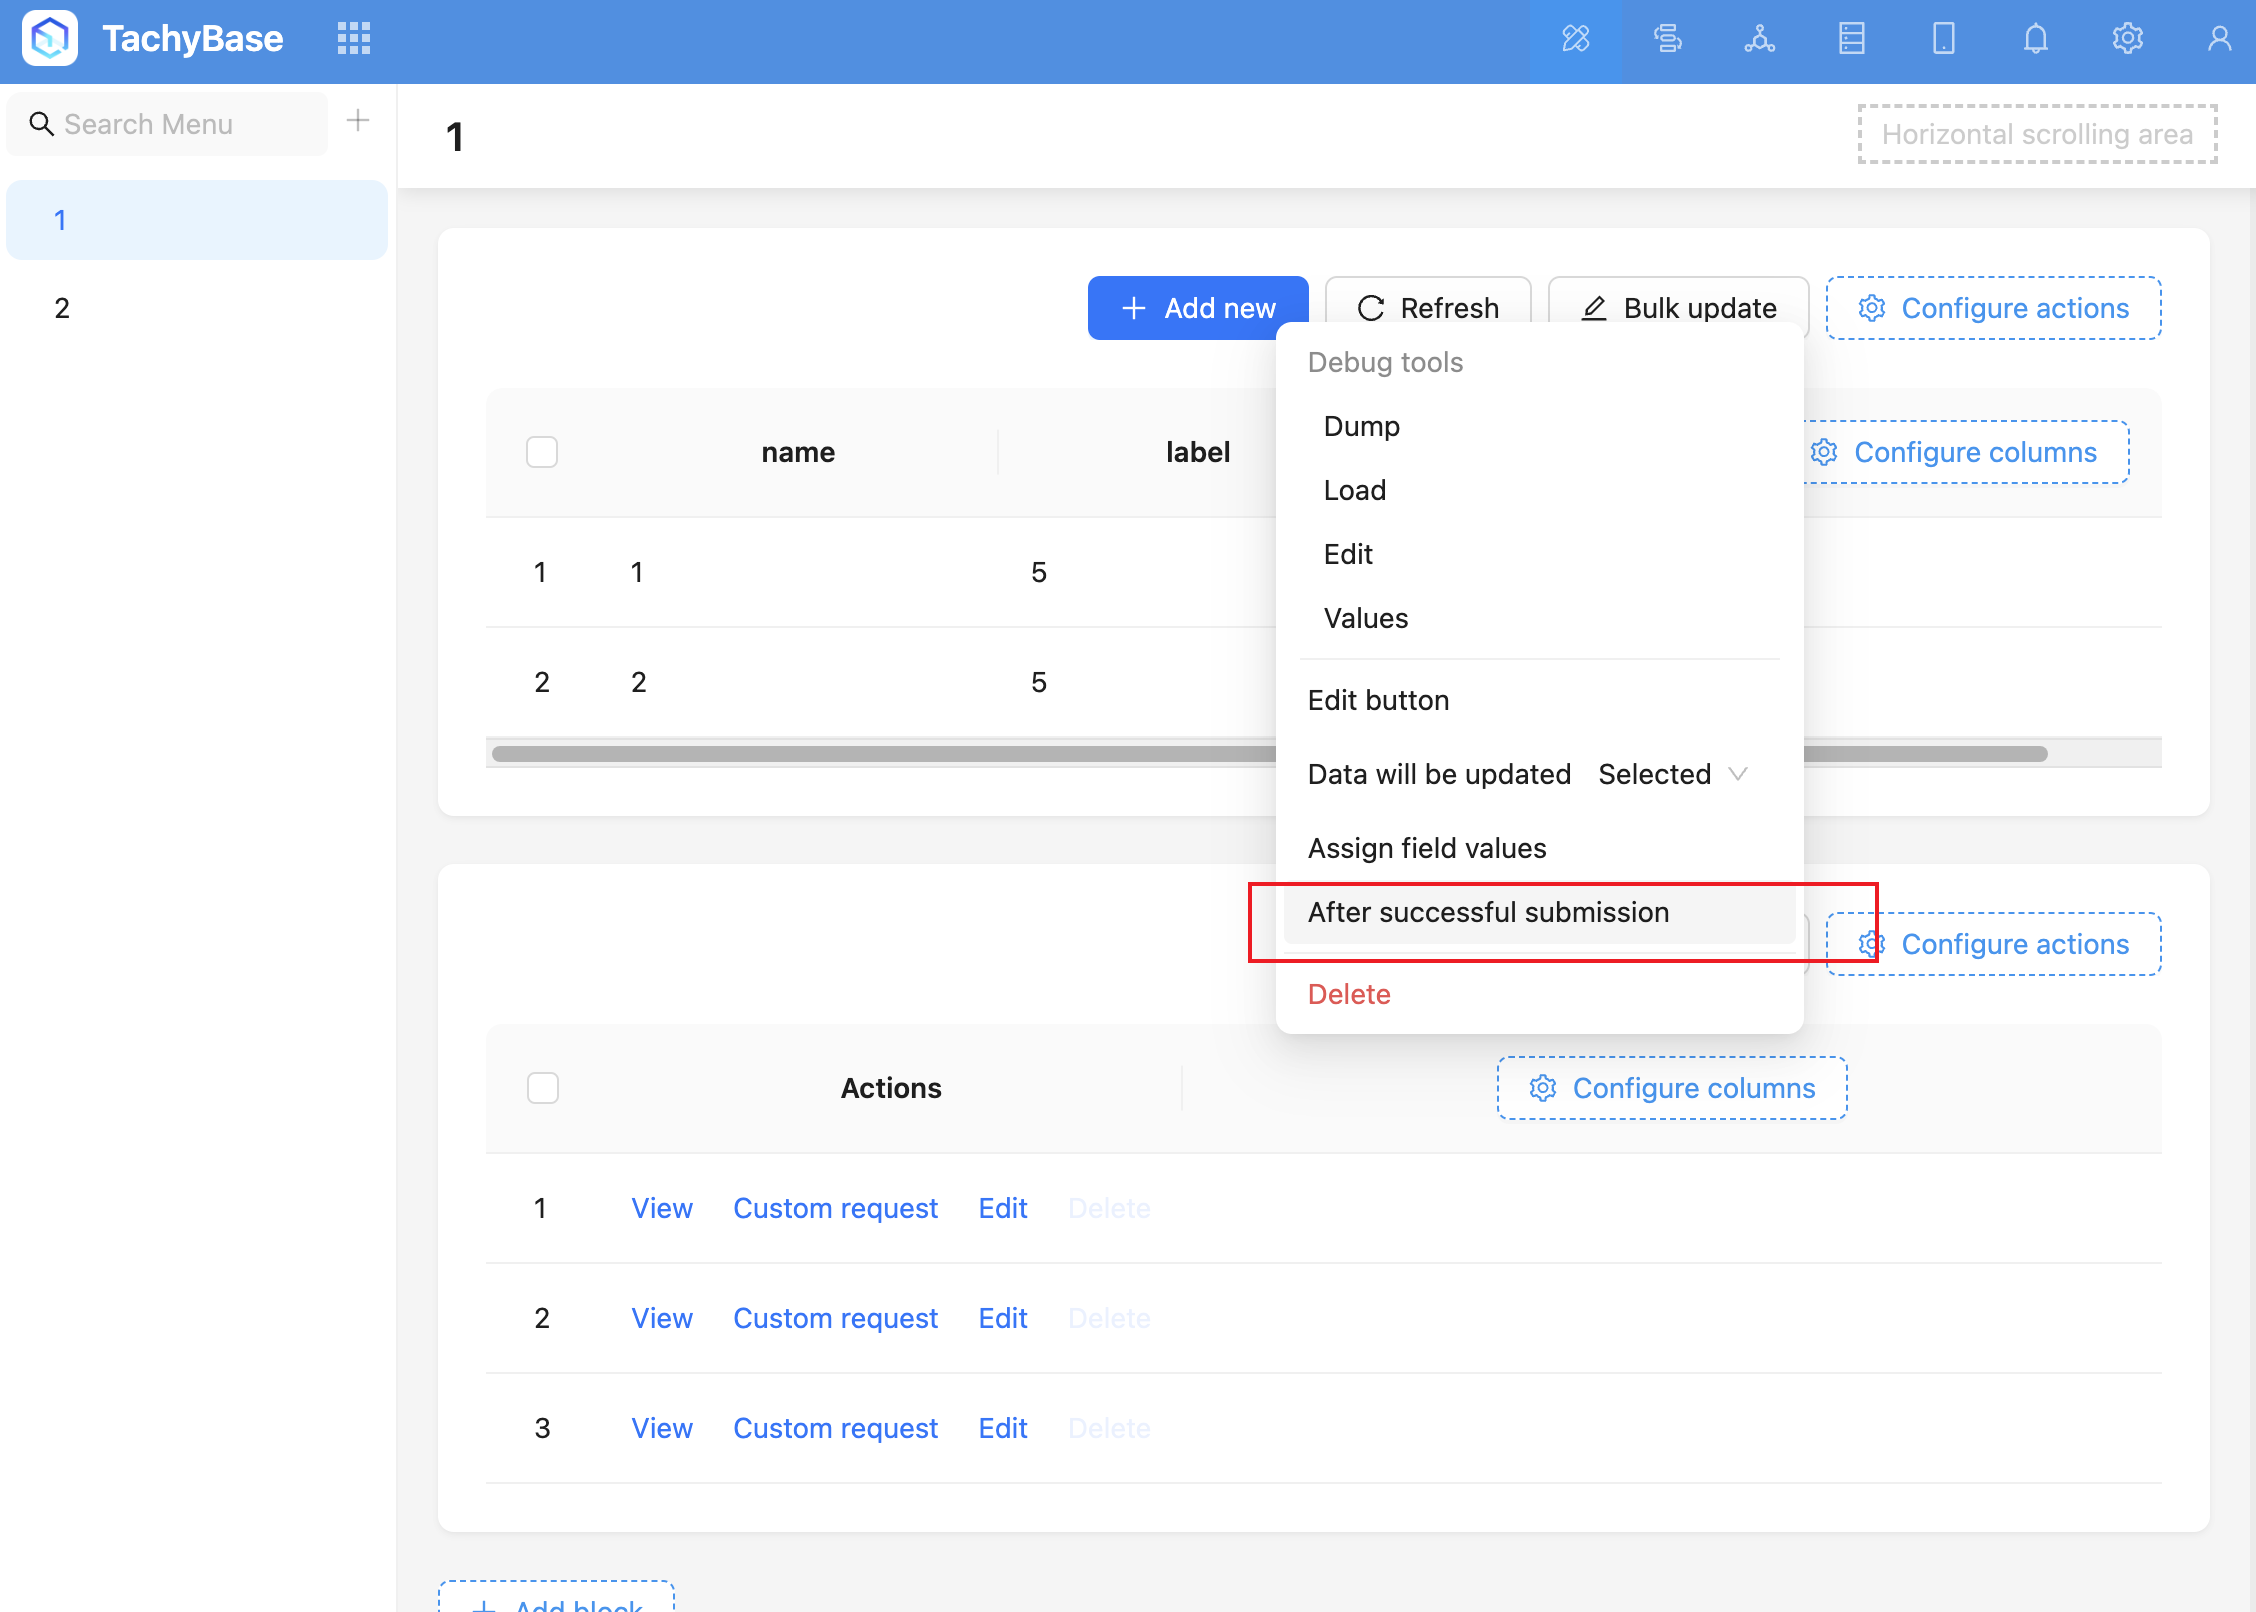 TachyBase
Search Menu
1
2
1
Horizontal scrolling area
Add new
Refresh
Bulk update
Configure actions
name
label
Configure columns
1 1 5
2 2 5
Debug tools
Dump
Load
Edit
Values
Edit button
Data will be updated Selected
Assign field values
After successful submission
Delete
Configure actions
Actions
Configure columns
1 View Custom request Edit Delete
2 View Custom request Edit Delete
3 View Custom request Edit Delete
Add block